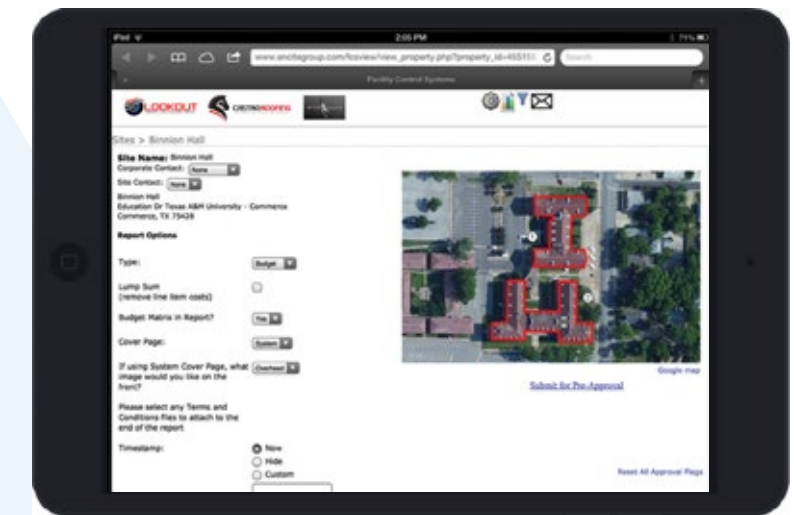 iPad
2:05 PM
71%
www.encitegroup.com/fcsview/view_property.php?property_id=465155
Search
Facility Control Systems
LOOKOUT
CASTRO ROOFING
Sites > Binnion Hall
Site Name: Binnion Hall
Corporate Contact: None
Site Contact: None
Binnion Hall
Education Dr Texas A&M University - Commerce
Commerce, TX 75428
Report Options
Type: Budget
Lump Sum
(remove line item costs)
Budget Matrix in Report? Yes
Cover Page: System
If using System Cover Page, what Overhead
image would you like on the
front?
Please select any Terms and
Conditions files to attach to the
end of the report
Timestamp: Now
Hide
Custom
Google map
Submit for Pre-Approval
Reset All Approval Flags